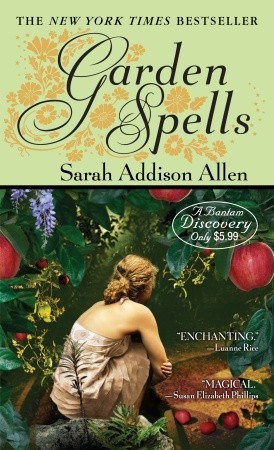 THE NEW YORK TIMES BESTSELLER
Garden
Spells
Sarah Addison Allen
A Bantam
Discovery
Only $5.99
"ENCHANTING."
—Luanne Rice
"MAGICAL."
—Susan Elizabeth Phillips